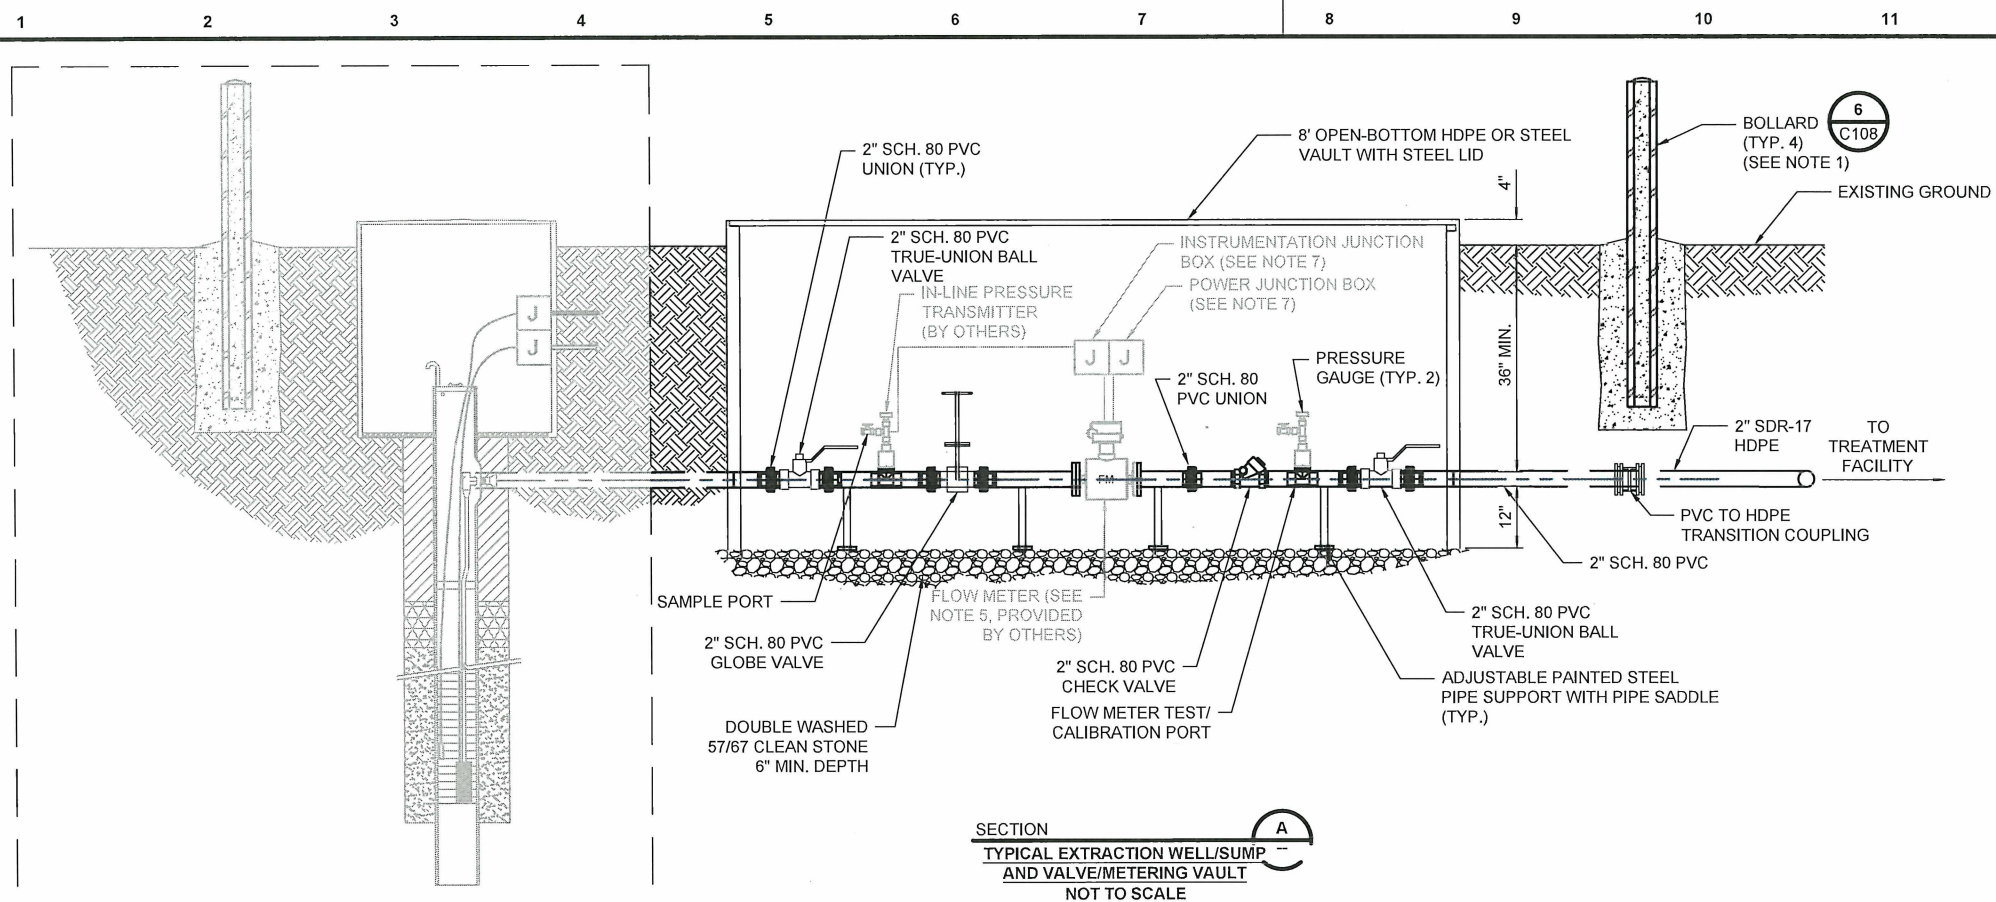 1 2 3 4 5 6 7 8 9 10 11
2" SCH. 80 PVC
UNION (TYP.)
8' OPEN-BOTTOM HDPE OR STEEL
VAULT WITH STEEL LID
4"
BOLLARD
(TYP. 4)
(SEE NOTE 1)
6
C108
EXISTING GROUND
2" SCH. 80 PVC
TRUE-UNION BALL
VALVE
IN-LINE PRESSURE
TRANSMITTER
(BY OTHERS)
INSTRUMENTATION JUNCTION
BOX (SEE NOTE 7)
POWER JUNCTION BOX
(SEE NOTE 7)
J
J
J J
2" SCH. 80
PVC UNION
PRESSURE
GAUGE (TYP. 2)
36" MIN.
2" SDR-17
HDPE
TO
TREATMENT
FACILITY
FM
12"
PVC TO HDPE
TRANSITION COUPLING
2" SCH. 80 PVC
SAMPLE PORT
2" SCH. 80 PVC
GLOBE VALVE
FLOW METER (SEE
NOTE 5, PROVIDED
BY OTHERS)
2" SCH. 80 PVC
CHECK VALVE
FLOW METER TEST/
CALIBRATION PORT
2" SCH. 80 PVC
TRUE-UNION BALL
VALVE
ADJUSTABLE PAINTED STEEL
PIPE SUPPORT WITH PIPE SADDLE
(TYP.)
DOUBLE WASHED
57/67 CLEAN STONE
6" MIN. DEPTH
SECTION
A
--
TYPICAL EXTRACTION WELL/SUMP
AND VALVE/METERING VAULT
NOT TO SCALE